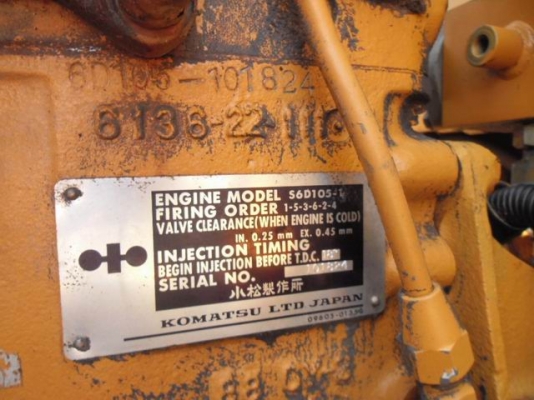 6D105-101824
6136-22-111
ENGINE MODEL S6D105-1
FIRING ORDER 1-5-3-6-2-4
VALVE CLEARANCE(WHEN ENGINE IS COLD)
IN. 0.25 mm EX. 0.45 mm
INJECTION TIMING
BEGIN INJECTION BEFORE T.D.C.
SERIAL NO. 101824
小松製作所
KOMATSU LTD JAPAN